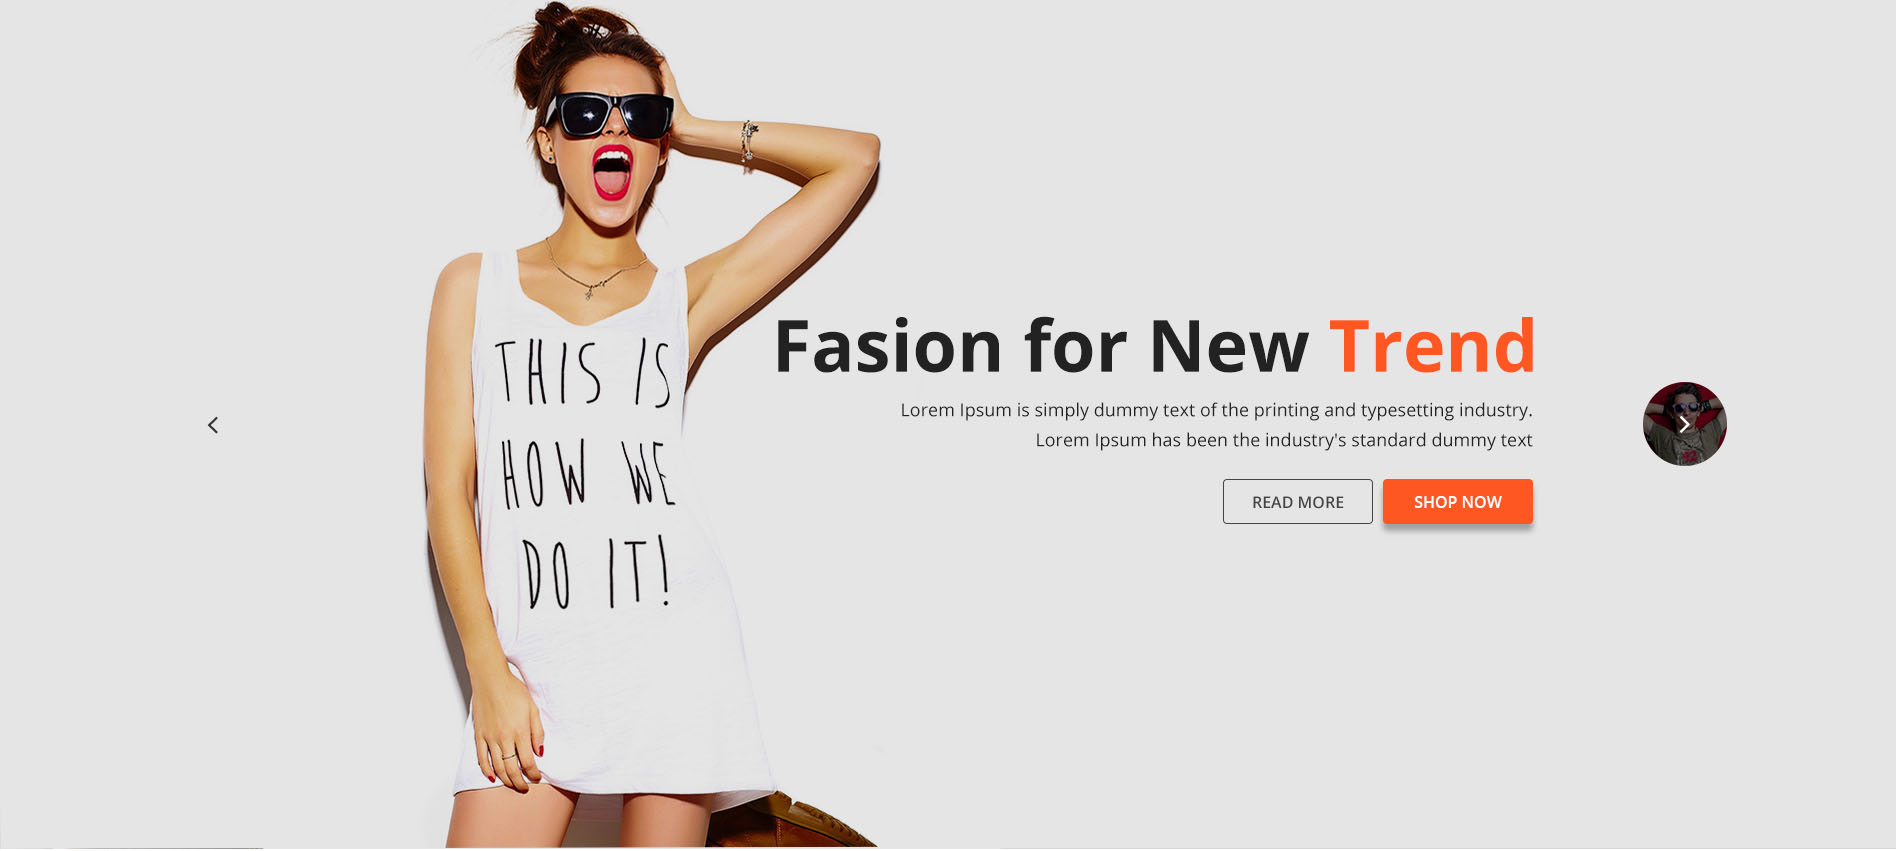 THIS IS
HOW WE
DO IT!
Fasion for New Trend
Lorem Ipsum is simply dummy text of the printing and typesetting industry.
Lorem Ipsum has been the industry's standard dummy text
READ MORE
SHOP NOW